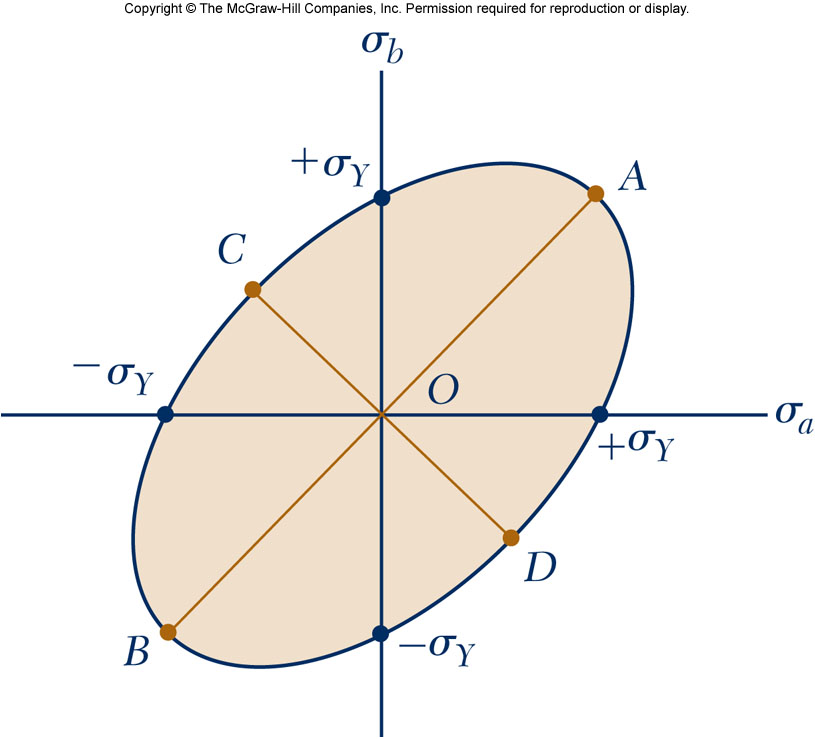 Copyright © The McGraw-Hill Companies, Inc. Permission required for reproduction or display.
σb
+σY
A
C
−σY
O
σa
+σY
D
B
−σY